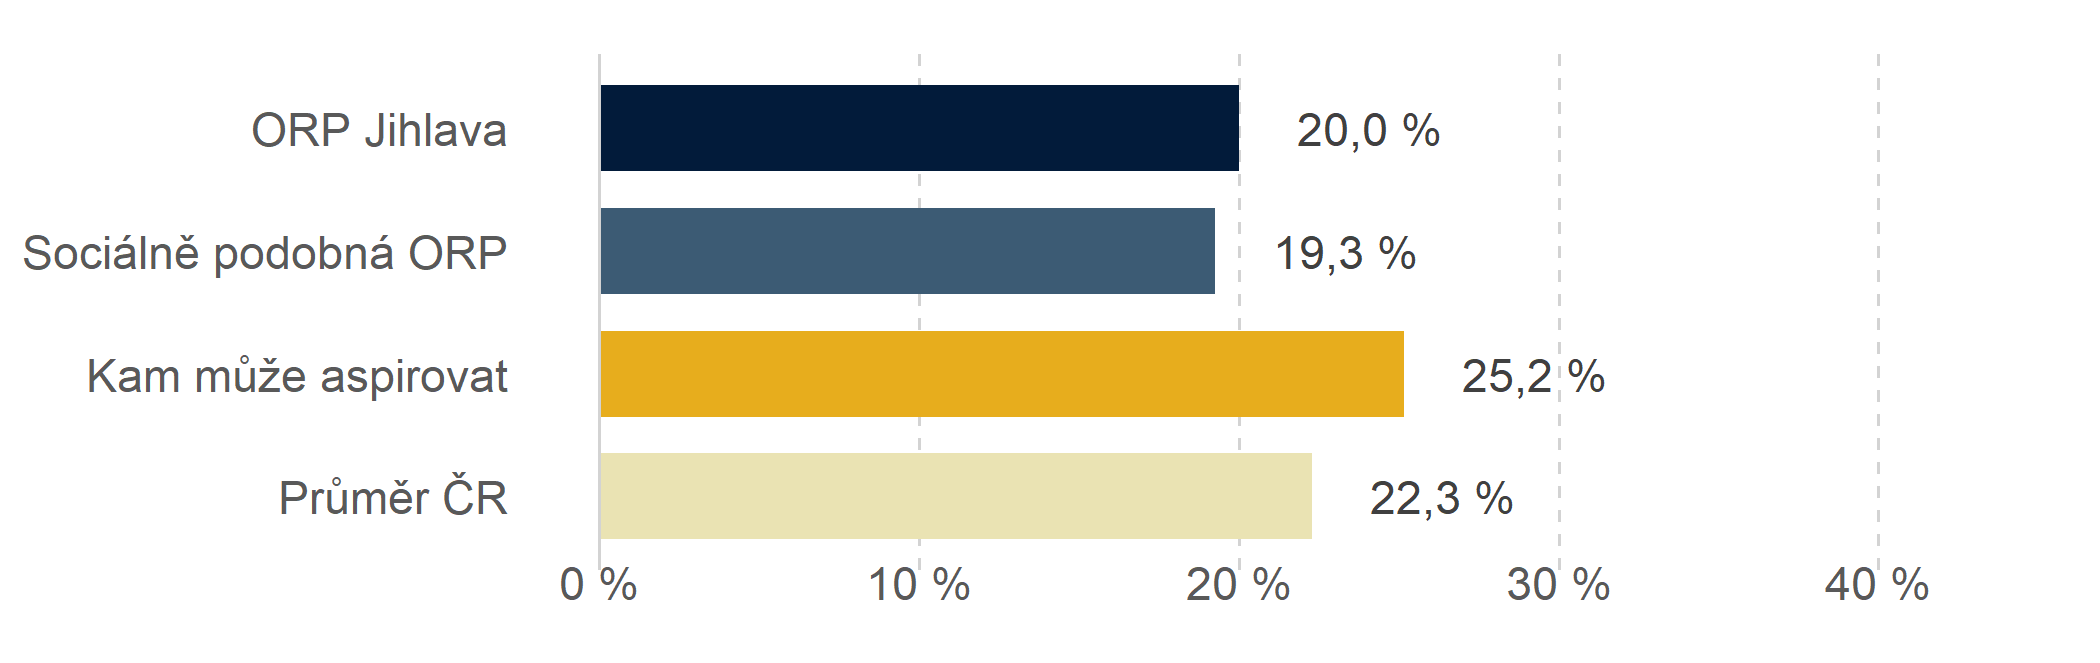 ORP Jihlava 20,0 %
Sociálně podobná ORP 19,3 %
Kam může aspirovat 25,2 %
Průměr ČR 22,3 %
0 % 10 % 20 % 30 % 40 %